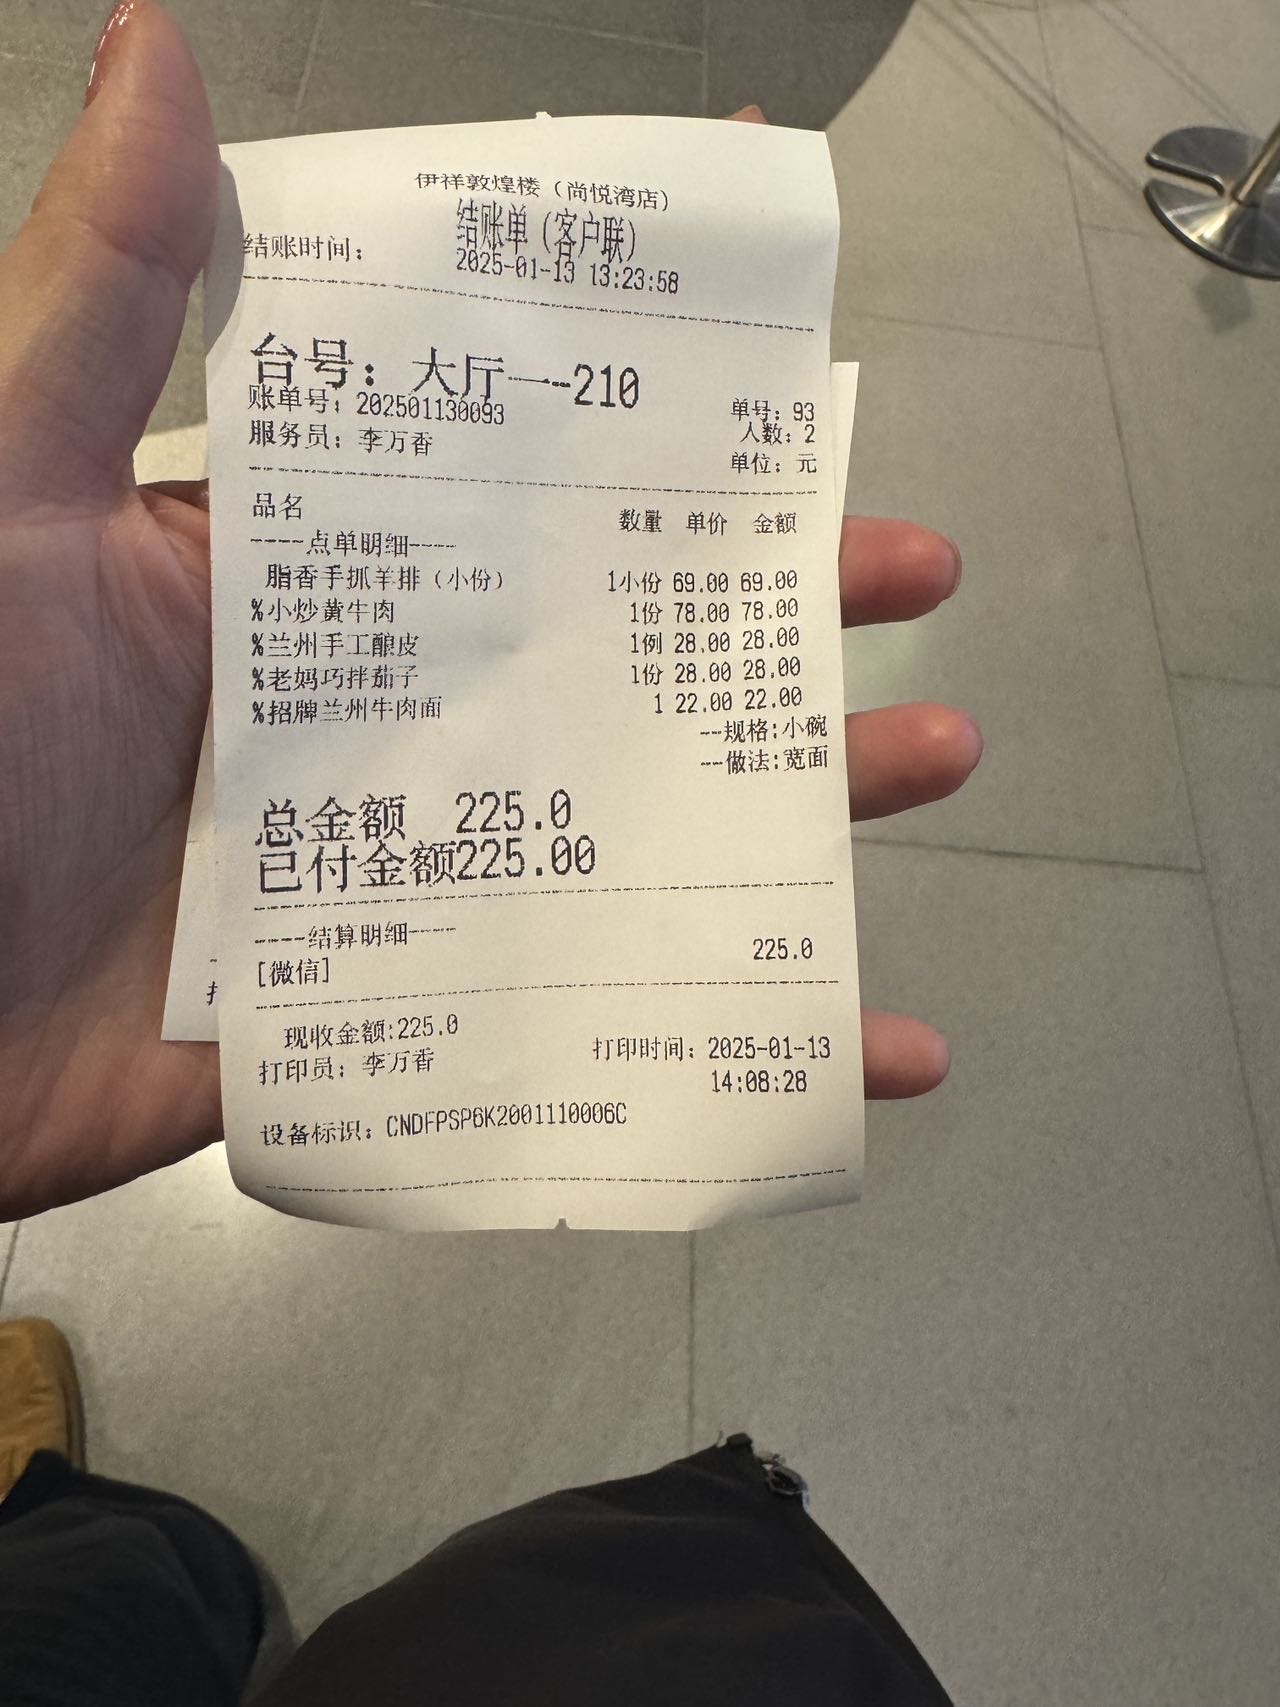 伊祥敦煌楼（尚悦湾店）
结账单（客户联）
结账时间： 2025-01-13 13:23:58
台号：大厅一-210
账单号：202501130093 单号：93
服务员：李万香 人数：2
单位：元
品名 数量 单价 金额
----点单明细----
脂香手抓羊排（小份） 1小份 69.00 69.00
%小炒黄牛肉 1份 78.00 78.00
%兰州手工酿皮 1例 28.00 28.00
%老妈巧拌茄子 1份 28.00 28.00
%招牌兰州牛肉面 1 22.00 22.00
--规格:小碗
--做法:宽面
总金额 225.0
已付金额225.00
----结算明细----
[微信] 225.0
现收金额:225.0
打印员：李万香 打印时间：2025-01-13
14:08:28
设备标识：CNDFPSP6K2001110006C